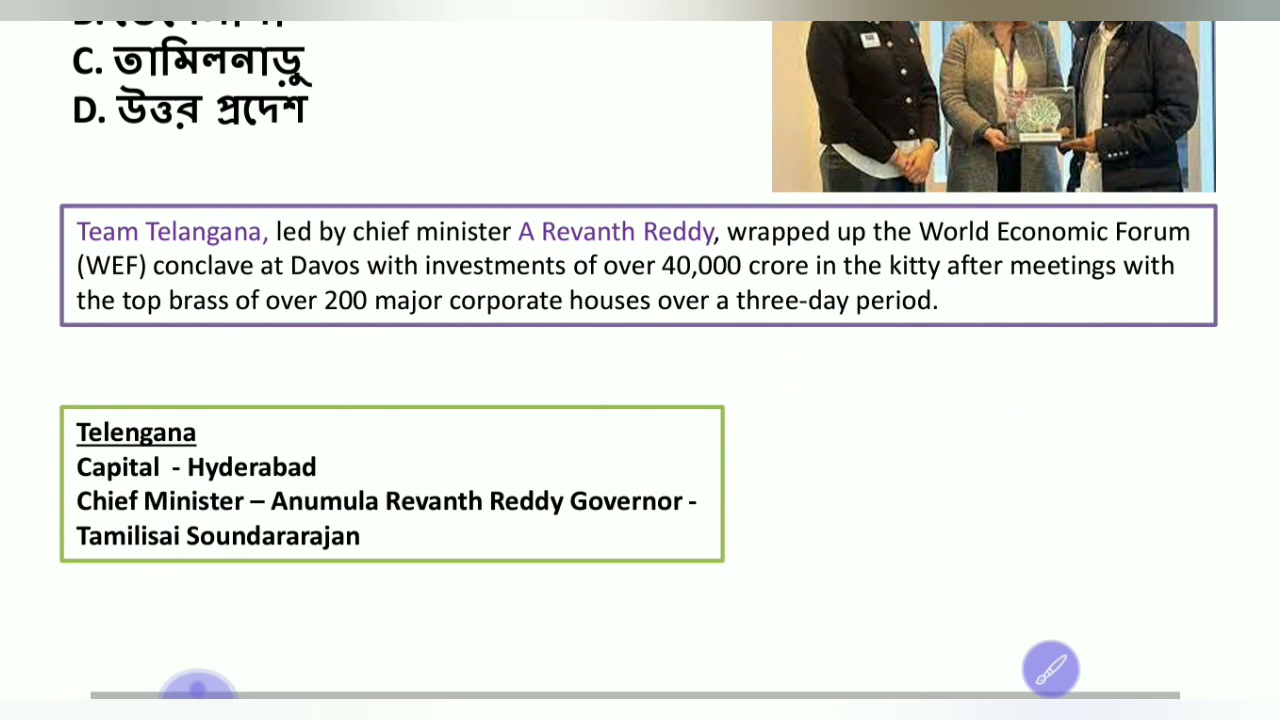 C. তামিলনাড়ু
D. উত্তর প্রদেশ
Team Telangana, led by chief minister A Revanth Reddy, wrapped up the World Economic Forum
(WEF) conclave at Davos with investments of over 40,000 crore in the kitty after meetings with
the top brass of over 200 major corporate houses over a three-day period.
Telengana
Capital - Hyderabad
Chief Minister – Anumula Revanth Reddy Governor -
Tamilisai Soundararajan